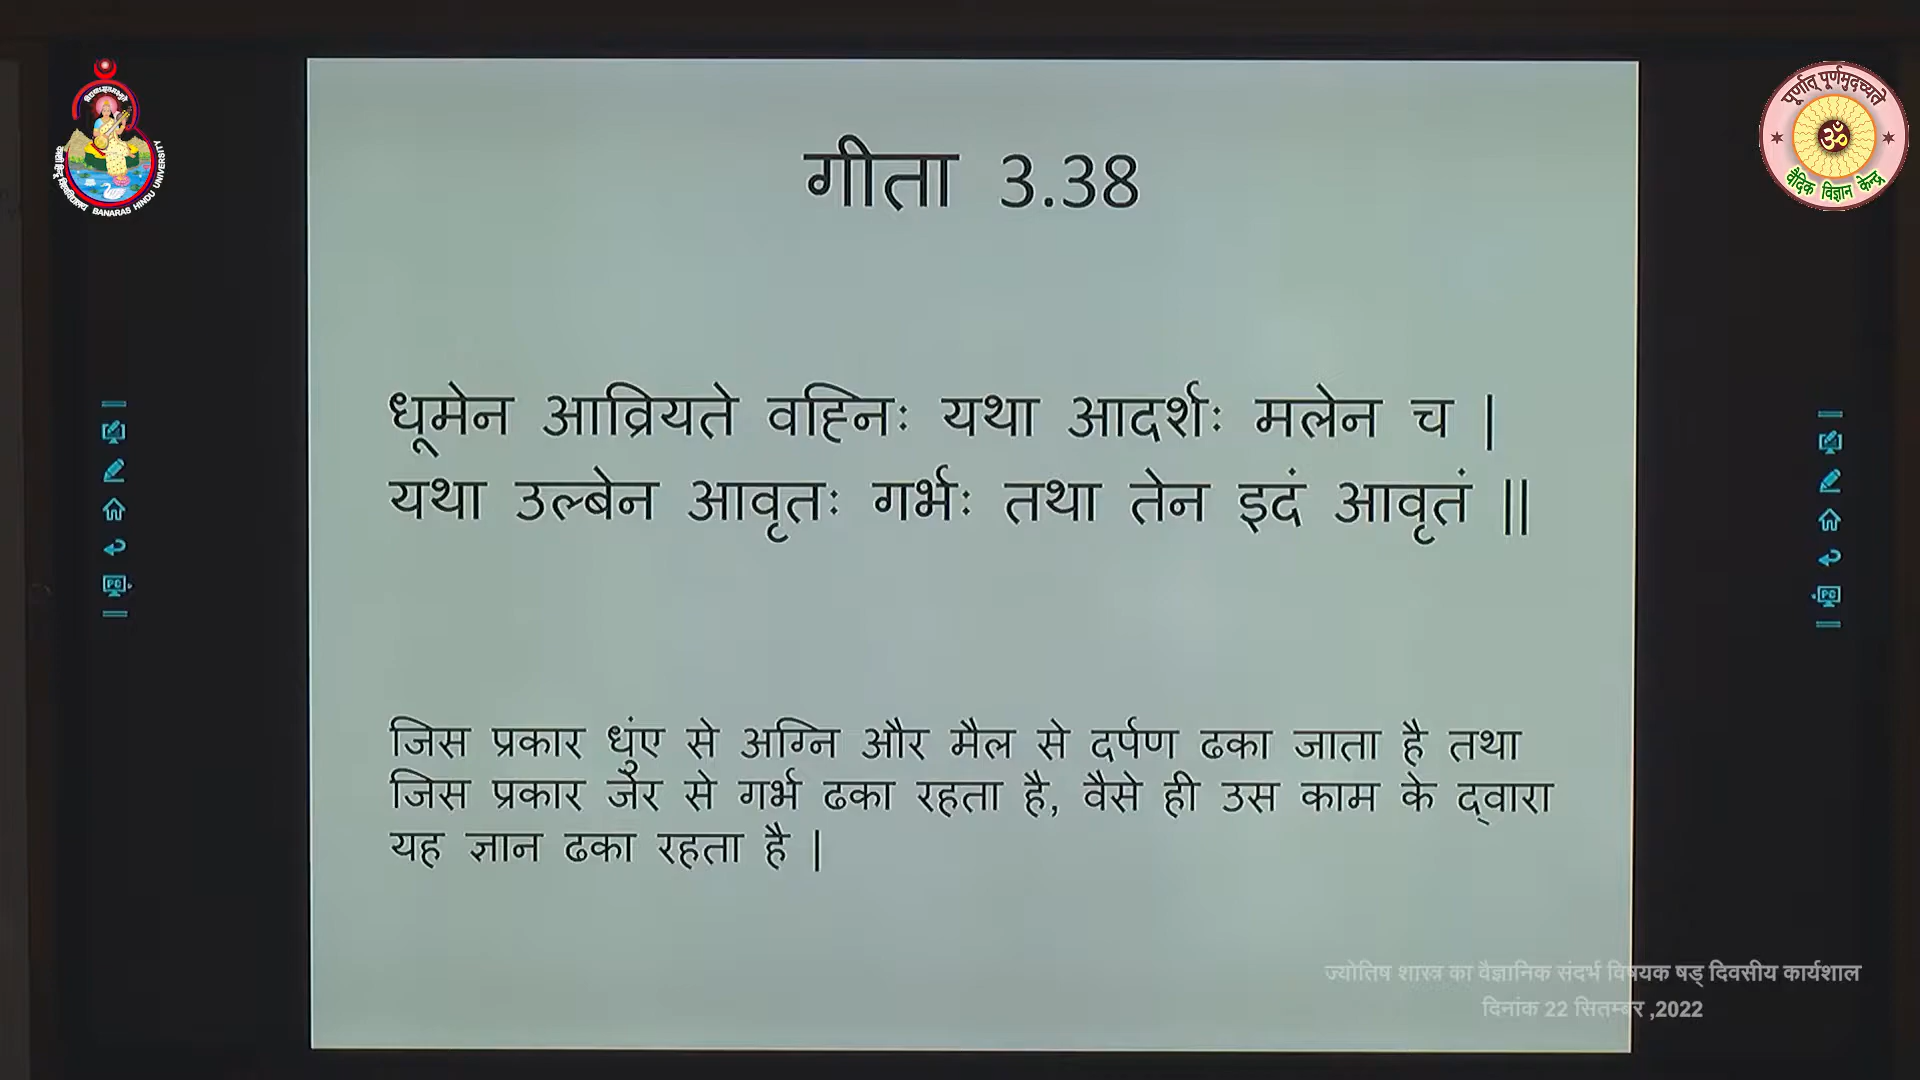 गीता 3.38
धूमेन आव्रियते वह्निः यथा आदर्शः मलेन च |
यथा उल्बेन आवृतः गर्भः तथा तेन इदं आवृतं ||
जिस प्रकार धुंए से अग्नि और मैल से दर्पण ढका जाता है तथा
जिस प्रकार जेर से गर्भ ढका रहता है, वैसे ही उस काम के द्वारा
यह ज्ञान ढका रहता है |
ज्योतिष शास्त्र का वैज्ञानिक संदर्भ विषयक षड् दिवसीय कार्यशाल
दिनांक 22 सितम्बर ,2022
BANARAS HINDU UNIVERSITY
पूर्णात् पूर्णमुदच्यते
ॐ
वैदिक विज्ञान केन्द्र
PC
PC